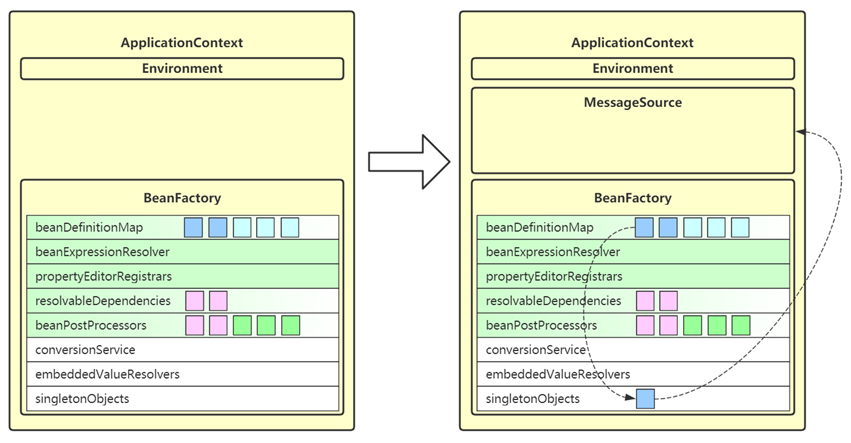 ApplicationContext
Environment
BeanFactory
beanDefinitionMap
beanExpressionResolver
propertyEditorRegistrars
resolvableDependencies
beanPostProcessors
conversionService
embeddedValueResolvers
singletonObjects
ApplicationContext
Environment
MessageSource
BeanFactory
beanDefinitionMap
beanExpressionResolver
propertyEditorRegistrars
resolvableDependencies
beanPostProcessors
conversionService
embeddedValueResolvers
singletonObjects